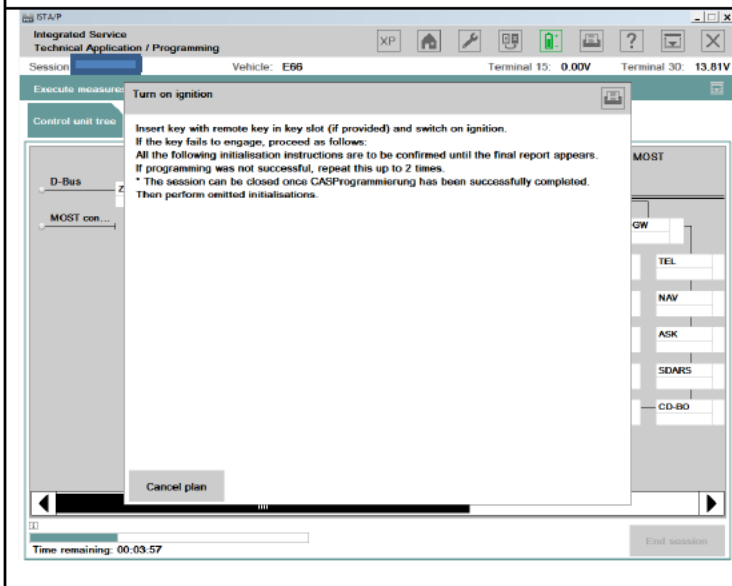 ISTA/P
Integrated Service
Technical Application / Programming
XP
Session
Vehicle: E66
Terminal 15: 0.00V
Terminal 30: 13.81V
Execute measure
Turn on ignition
Control unit tree
Insert key with remote key in key slot (if provided) and switch on ignition.
If the key fails to engage, proceed as follows:
All the following initialisation instructions are to be confirmed until the final report appears.
If programming was not successful, repeat this up to 2 times.
* The session can be closed once CASProgrammierung has been successfully completed.
Then perform omitted initialisations.
MOST
D-Bus
Z
MOST con...
GW
TEL
NAV
ASK
SDARS
CD-BO
Cancel plan
Time remaining: 00:03:57
End session